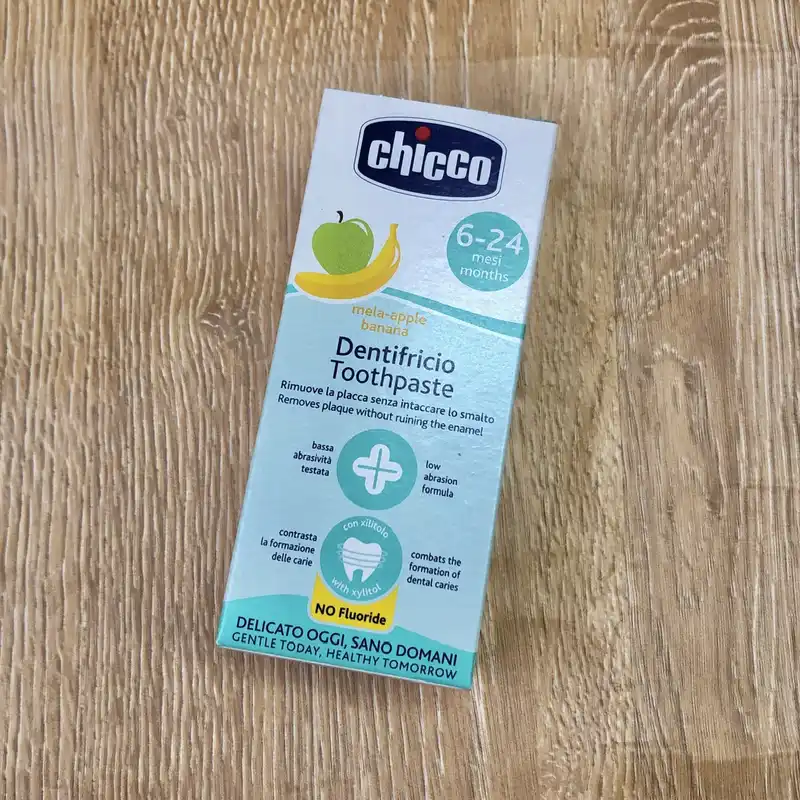 chicco
6-24
mesi
months
mela-apple
banana
Dentifricio
Toothpaste
Rimuove la placca senza intaccare lo smalto
Removes plaque without ruining the enamel
bassa
abrasività
testata
low
abrasion
formula
contrasta
la formazione
delle carie
con xilitolo
with xylitol
combats the
formation of
dental caries
NO Fluoride
DELICATO OGGI, SANO DOMANI
GENTLE TODAY, HEALTHY TOMORROW